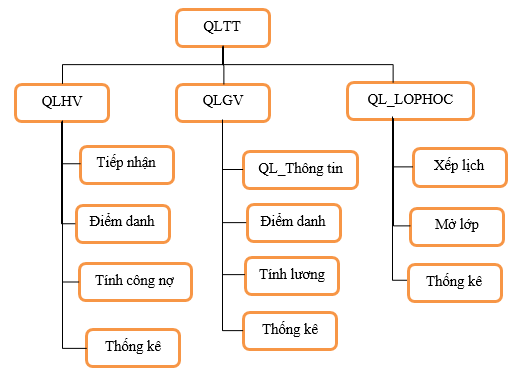 QLTT
QLHV
QLGV
QL_LOPHOC
Tiếp nhận
Điểm danh
Tính công nợ
Thống kê
QL_Thông tin
Điểm danh
Tính lương
Thống kê
Xếp lịch
Mở lớp
Thống kê